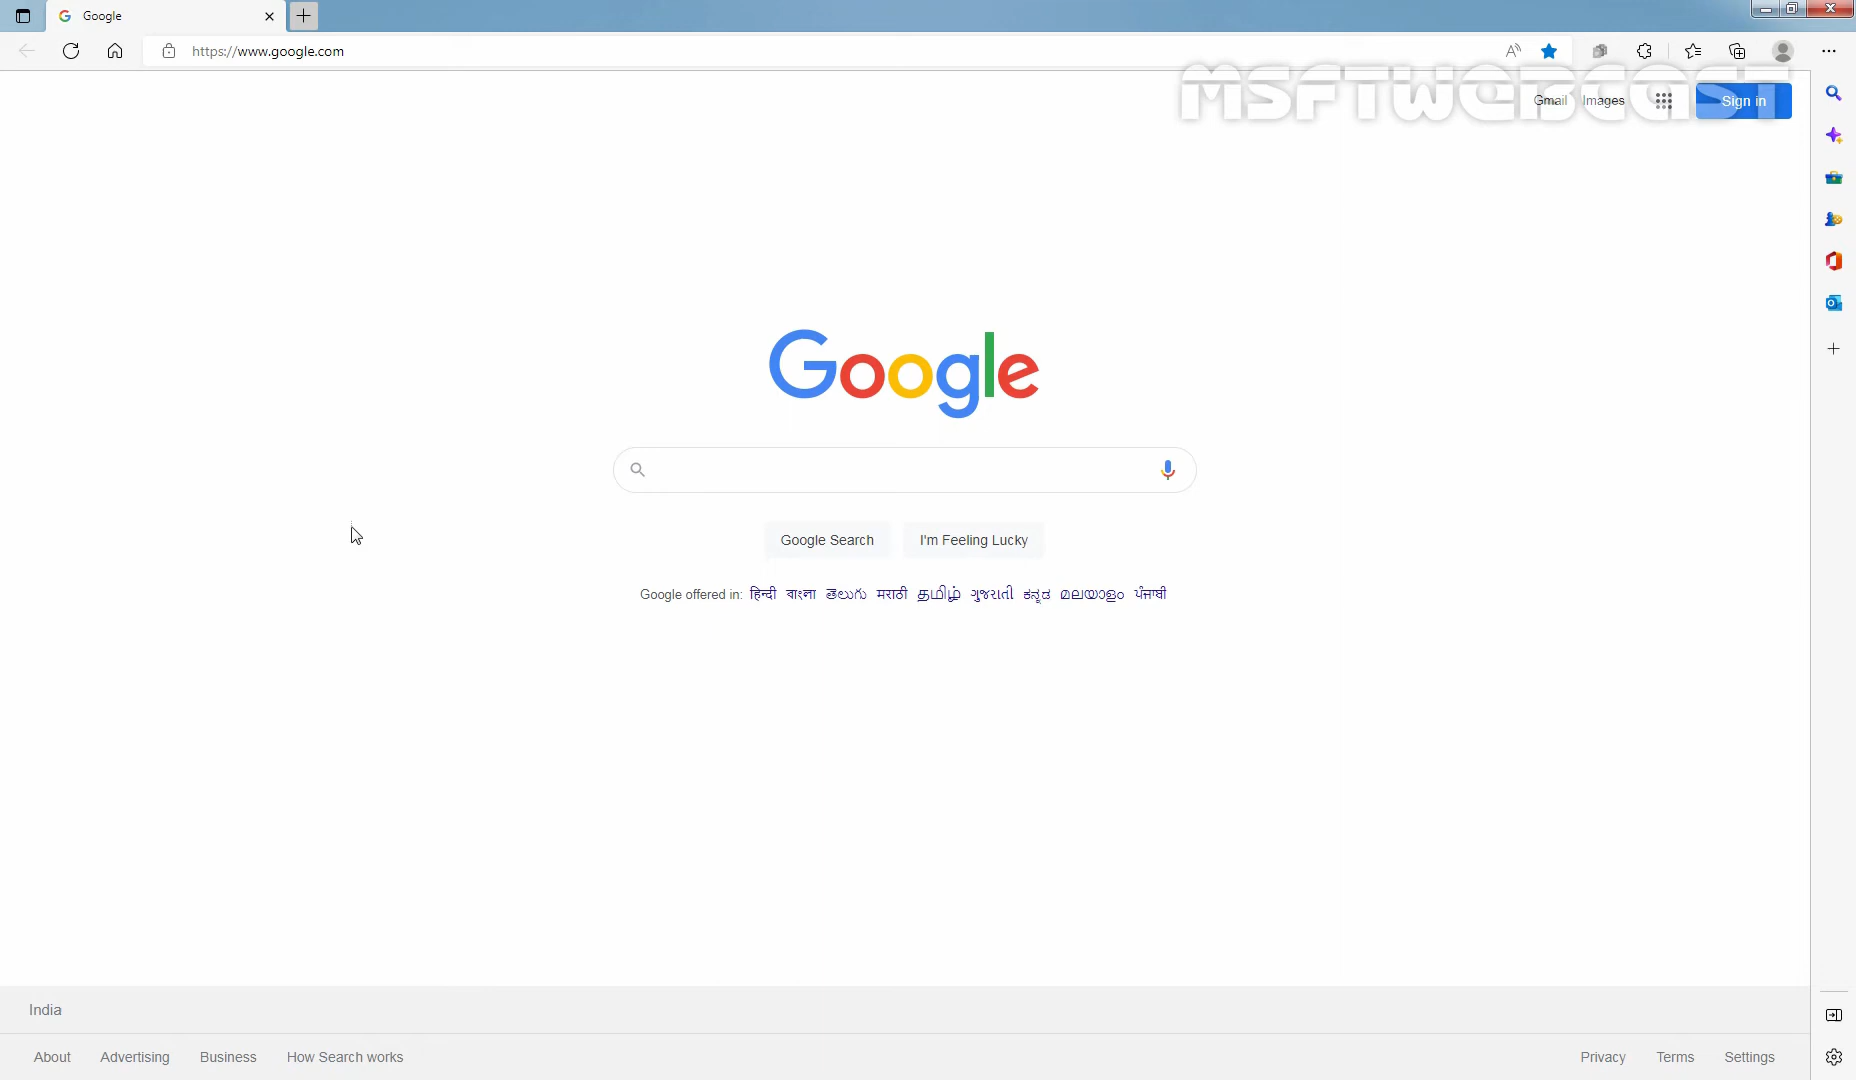 Google
https://www.google.com
MSFTWEBCAST
Gmail Images Sign in
Google
Google Search I'm Feeling Lucky
Google offered in: हिन्दी বাংলা తెలుగు मराठी தமிழ் ગુજરાતી ಕನ್ನಡ മലയാളം ਪੰਜਾਬੀ
India
About Advertising Business How Search works Privacy Terms Settings